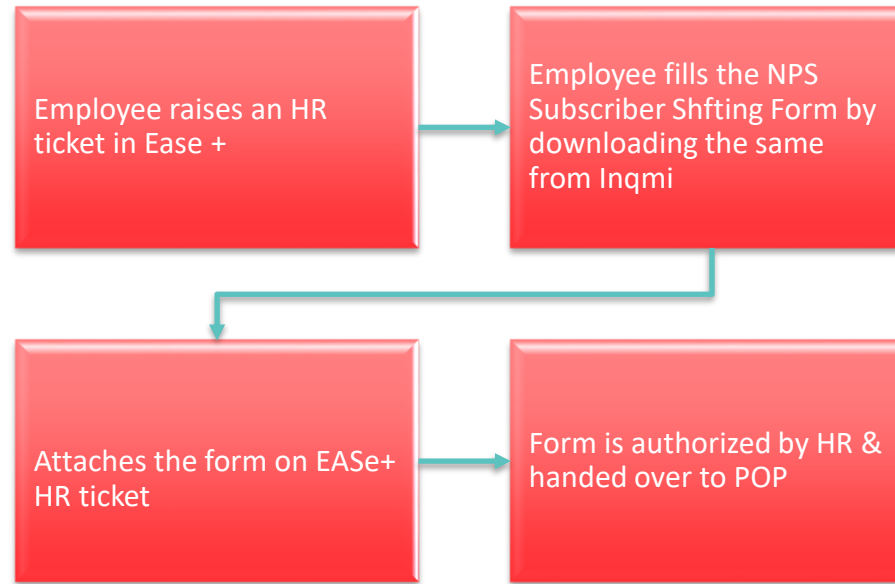 Employee raises an HR
ticket in Ease +
Employee fills the NPS
Subscriber Shfting Form by
downloading the same
from Inqmi
Attaches the form on EASe+
HR ticket
Form is authorized by HR &
handed over to POP